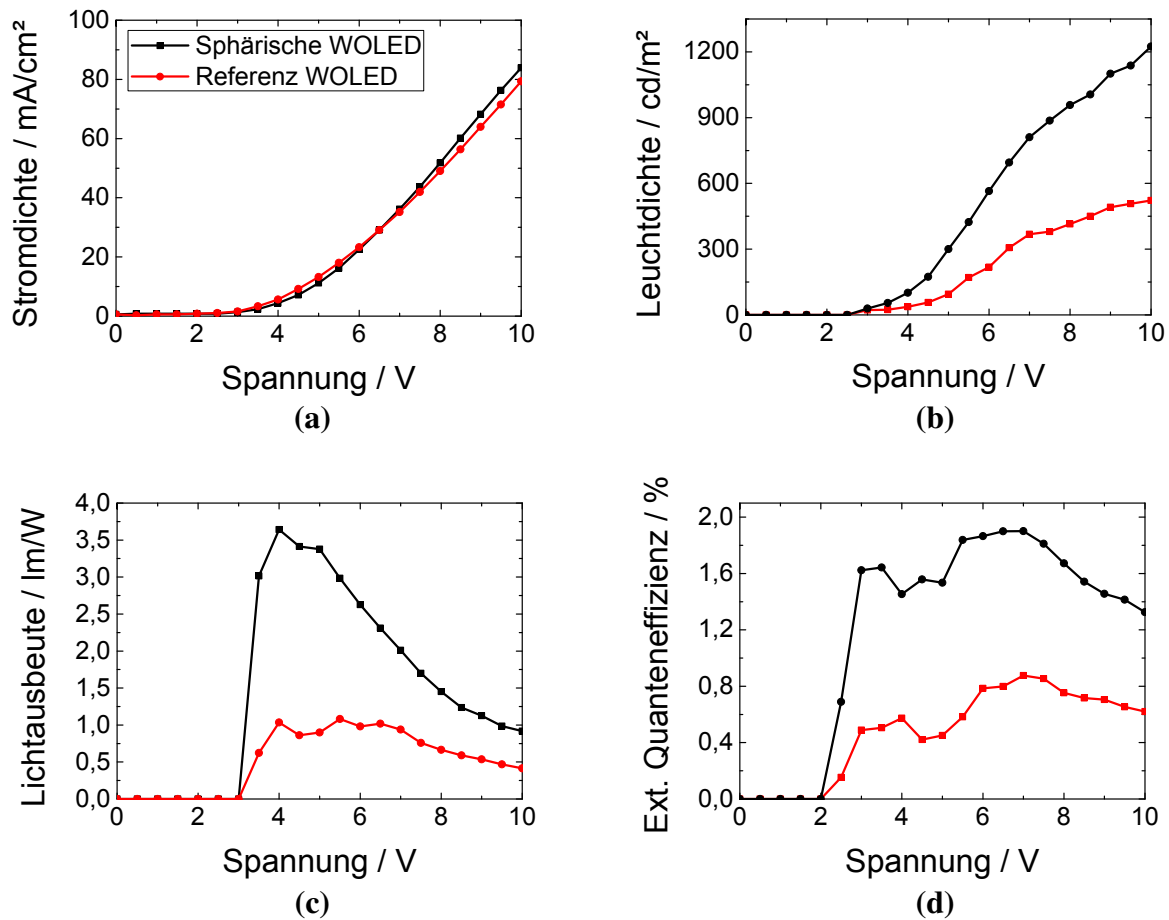 Stromdichte / mA/cm²
100
80
60
40
20
0
Sphärische WOLED
Referenz WOLED
0 2 4 6 8 10
Spannung / V
(a)
Leuchtdichte / cd/m²
1200
900
600
300
0
0 2 4 6 8 10
Spannung / V
(b)
Lichtausbeute / lm/W
4,0
3,5
3,0
2,5
2,0
1,5
1,0
0,5
0,0
0 2 4 6 8 10
Spannung / V
(c)
Ext. Quanteneffizienz / %
2,0
1,6
1,2
0,8
0,4
0,0
0 2 4 6 8 10
Spannung / V
(d)